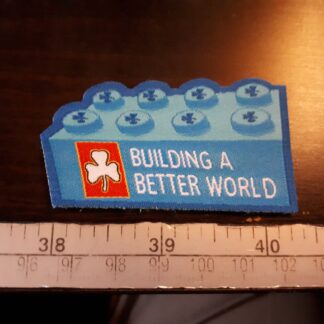 BUILDING A
BETTER WORLD
38 39 40
96 97 98 99 100 101 102